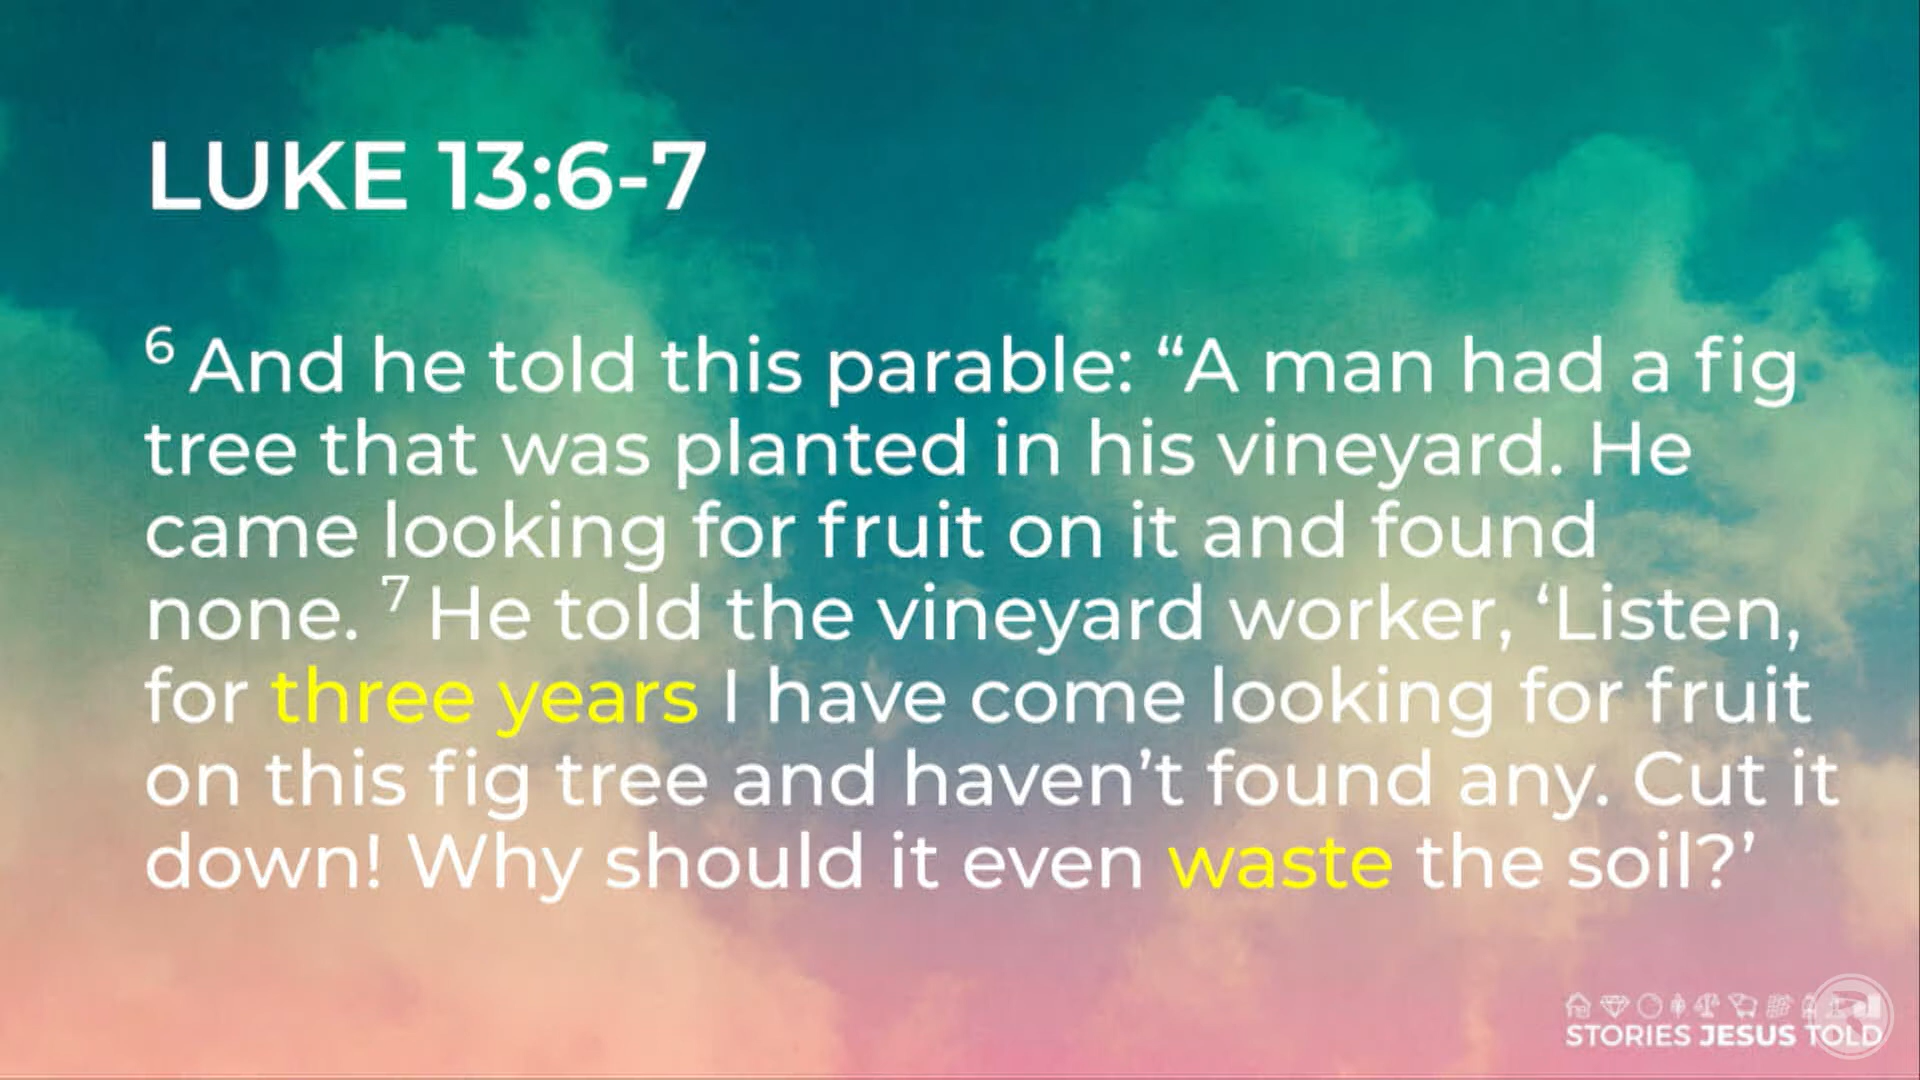 LUKE 13:6-7
6 And he told this parable: “A man had a fig
tree that was planted in his vineyard. He
came looking for fruit on it and found
none. 7 He told the vineyard worker, ‘Listen,
for three years I have come looking for fruit
on this fig tree and haven’t found any. Cut it
down! Why should it even waste the soil?’
STORIES JESUS TOLD
R